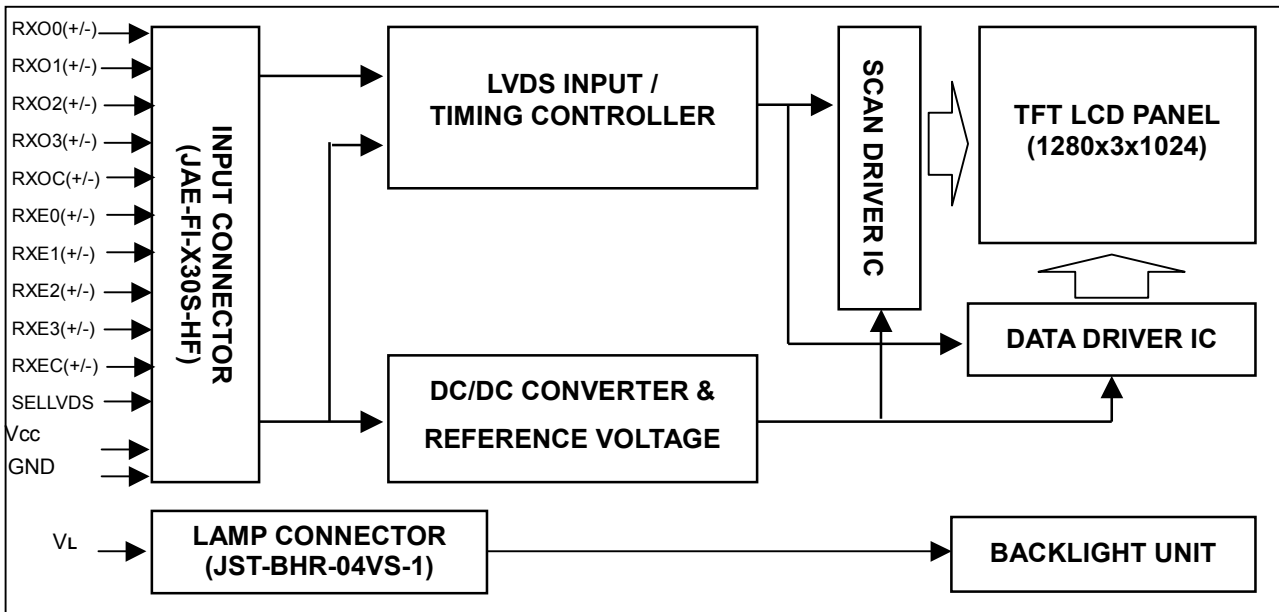 RXO0(+/-)
RXO1(+/-)
RXO2(+/-)
RXO3(+/-)
RXOC(+/-)
RXE0(+/-)
RXE1(+/-)
RXE2(+/-)
RXE3(+/-)
RXEC(+/-)
SELLVDS
Vcc
GND
INPUT CONNECTOR
(JAE-FI-X30S-HF)
LVDS INPUT /
TIMING CONTROLLER
SCAN DRIVER IC
TFT LCD PANEL
(1280x3x1024)
DATA DRIVER IC
DC/DC CONVERTER &
REFERENCE VOLTAGE
VL
LAMP CONNECTOR
(JST-BHR-04VS-1)
BACKLIGHT UNIT